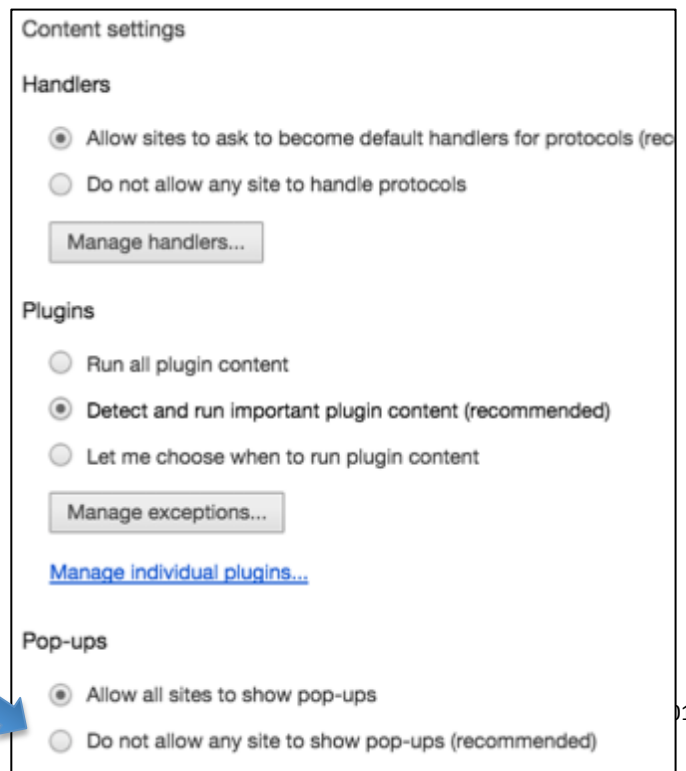 Content settings
Handlers
Allow sites to ask to become default handlers for protocols (rec
Do not allow any site to handle protocols
Manage handlers...
Plugins
Run all plugin content
Detect and run important plugin content (recommended)
Let me choose when to run plugin content
Manage exceptions...
Manage individual plugins...
Pop-ups
Allow all sites to show pop-ups
Do not allow any site to show pop-ups (recommended)